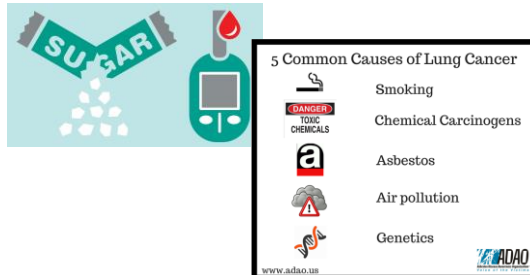 SUGAR
5 Common Causes of Lung Cancer
Smoking
DANGER
TOXIC
CHEMICALS
Chemical Carcinogens
a
Asbestos
Air pollution
Genetics
www.adao.us
ADAO